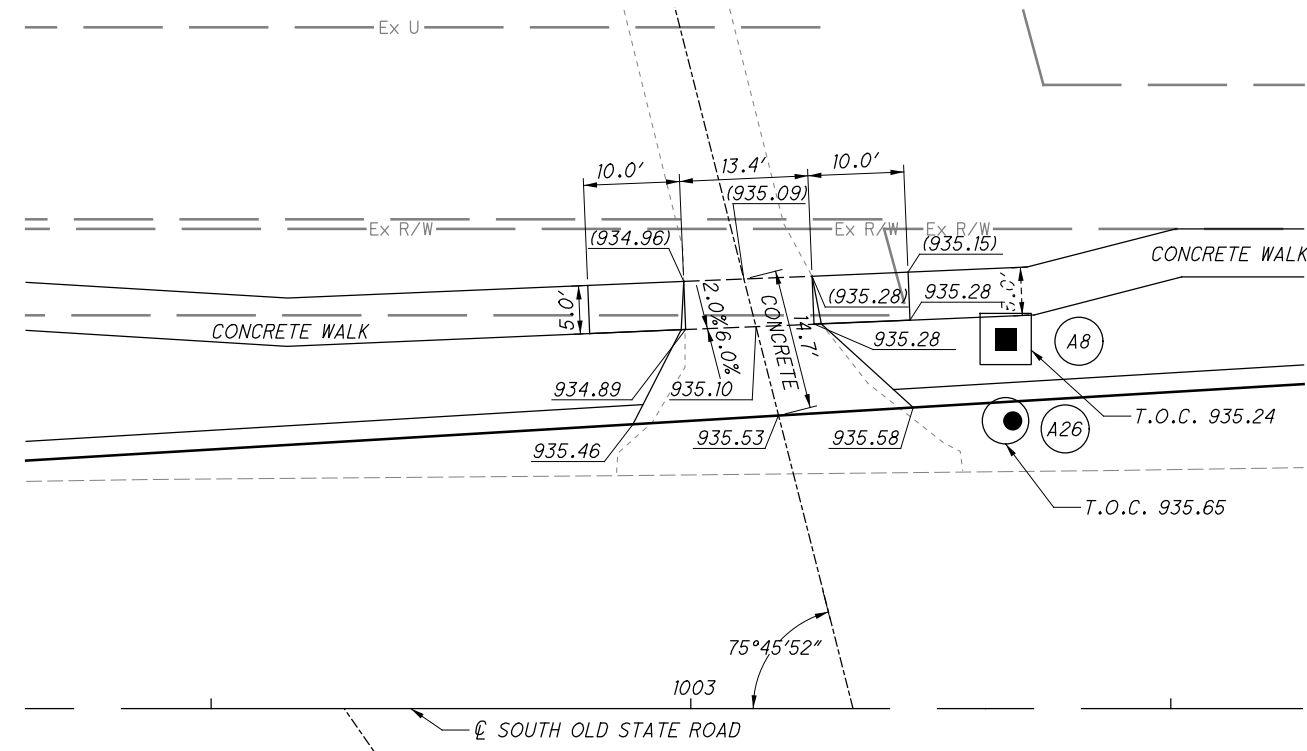 Ex U
10.0'
13.4'
10.0'
(935.09)
Ex R/W
(934.96)
Ex R/W
Ex R/W
(935.15)
CONCRETE WALK
(935.28)
935.28
5.0'
5.0'
2.0%
6.0%
CONCRETE
14.7'
CONCRETE WALK
935.28
A8
934.89
935.10
T.O.C. 935.24
A26
935.46
935.53
935.58
T.O.C. 935.65
75°45'52"
1003
℄ SOUTH OLD STATE ROAD